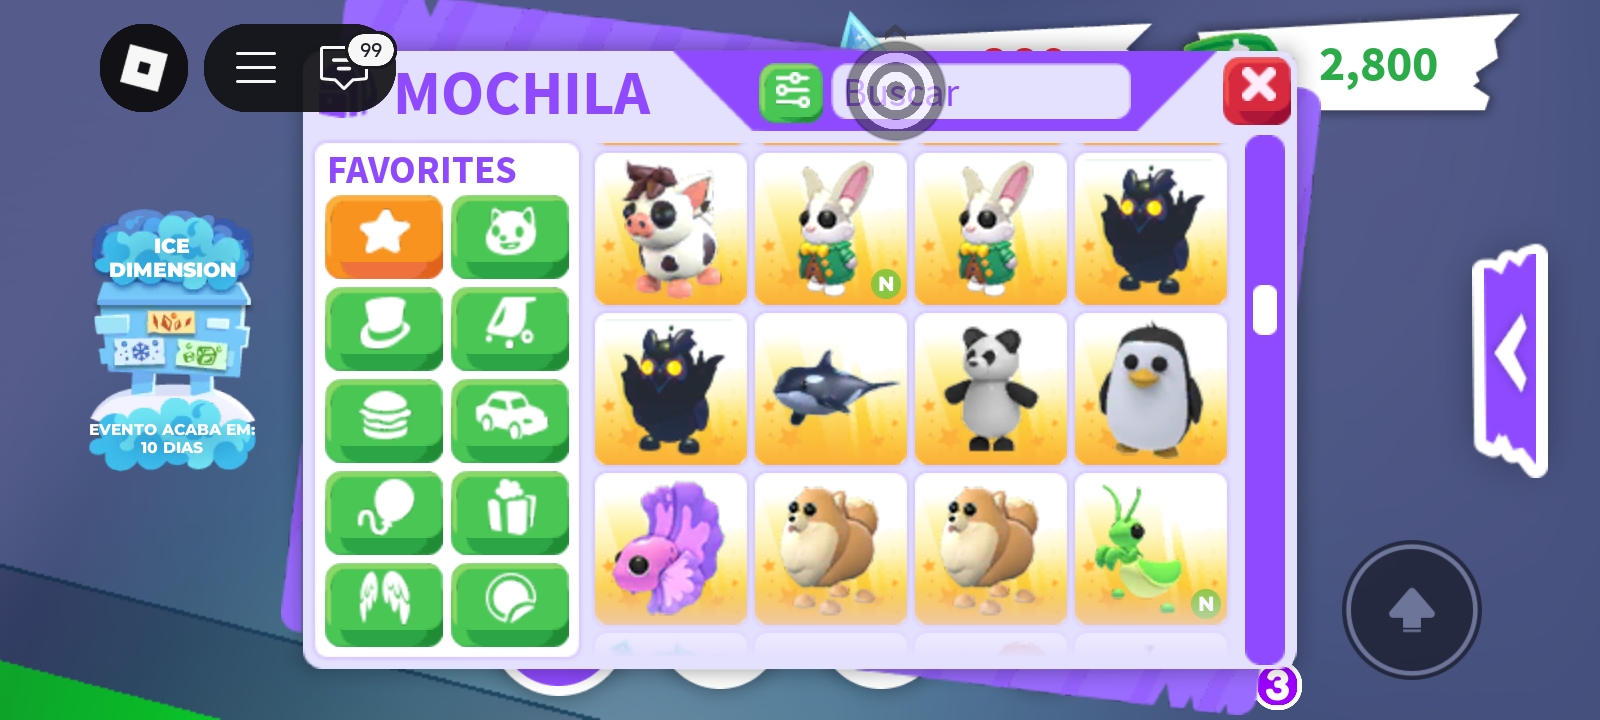 99
MOCHILA
Buscar
2,800
FAVORITES
ICE
DIMENSION
EVENTO ACABA EM:
10 DIAS
N
N
3